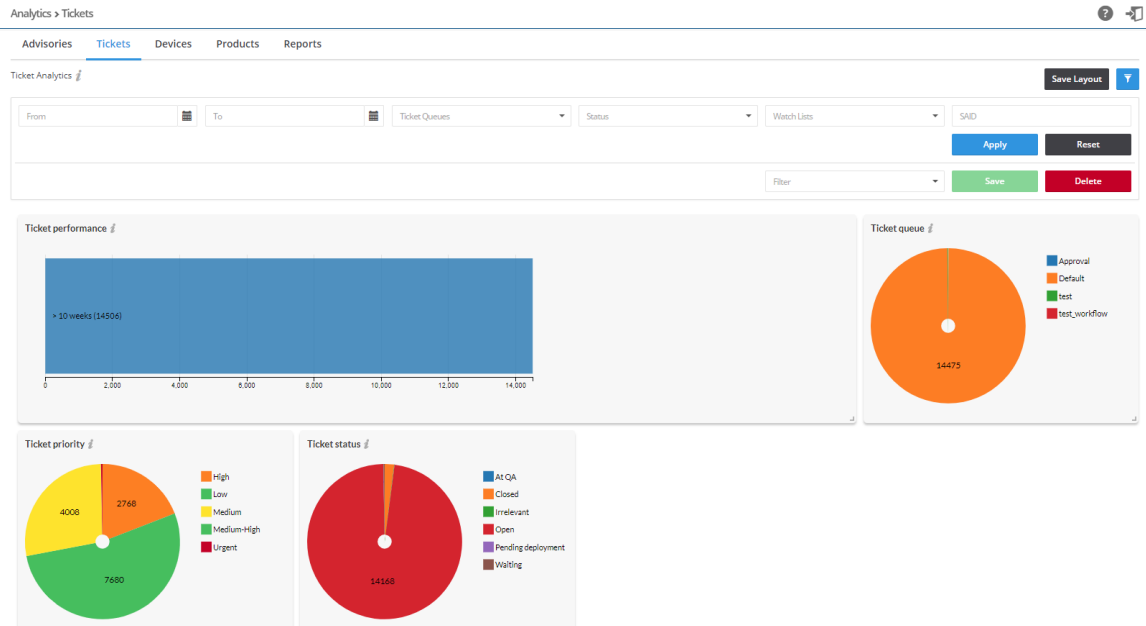 Analytics > Tickets
?
Advisories Tickets Devices Products Reports
Ticket Analytics i
Save Layout
From To Ticket Queues Status Watch Lists SAID
Apply Reset
Filter Save Delete
Ticket performance i
> 10 weeks (14506)
0 2,000 4,000 6,000 8,000 10,000 12,000 14,000
Ticket queue i
14475
Approval
Default
test
test_workflow
Ticket priority i
2768
4008
7680
High
Low
Medium
Medium-High
Urgent
Ticket status i
14168
At QA
Closed
Irrelevant
Open
Pending deployment
Waiting